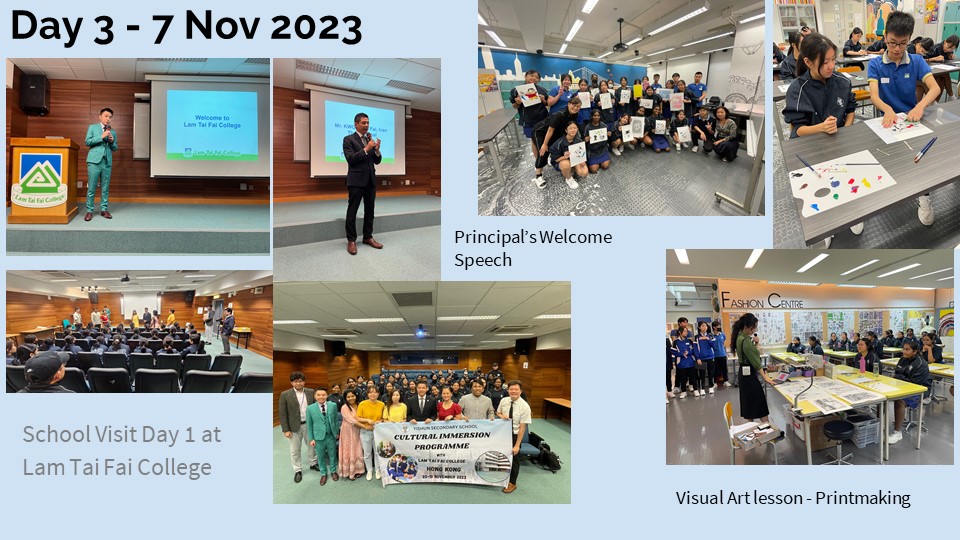 Day 3 - 7 Nov 2023
Welcome to
Lam Tai Fai College
Lam Tai Fai College
Principal's Welcome
Speech
FASHION CENTRE
School Visit Day 1 at
Lam Tai Fai College
YISHUN SECONDARY SCHOOL
CULTURAL IMMERSION
PROGRAMME
WITH
LAM TAI FAI COLLEGE
HONG KONG
Visual Art lesson - Printmaking